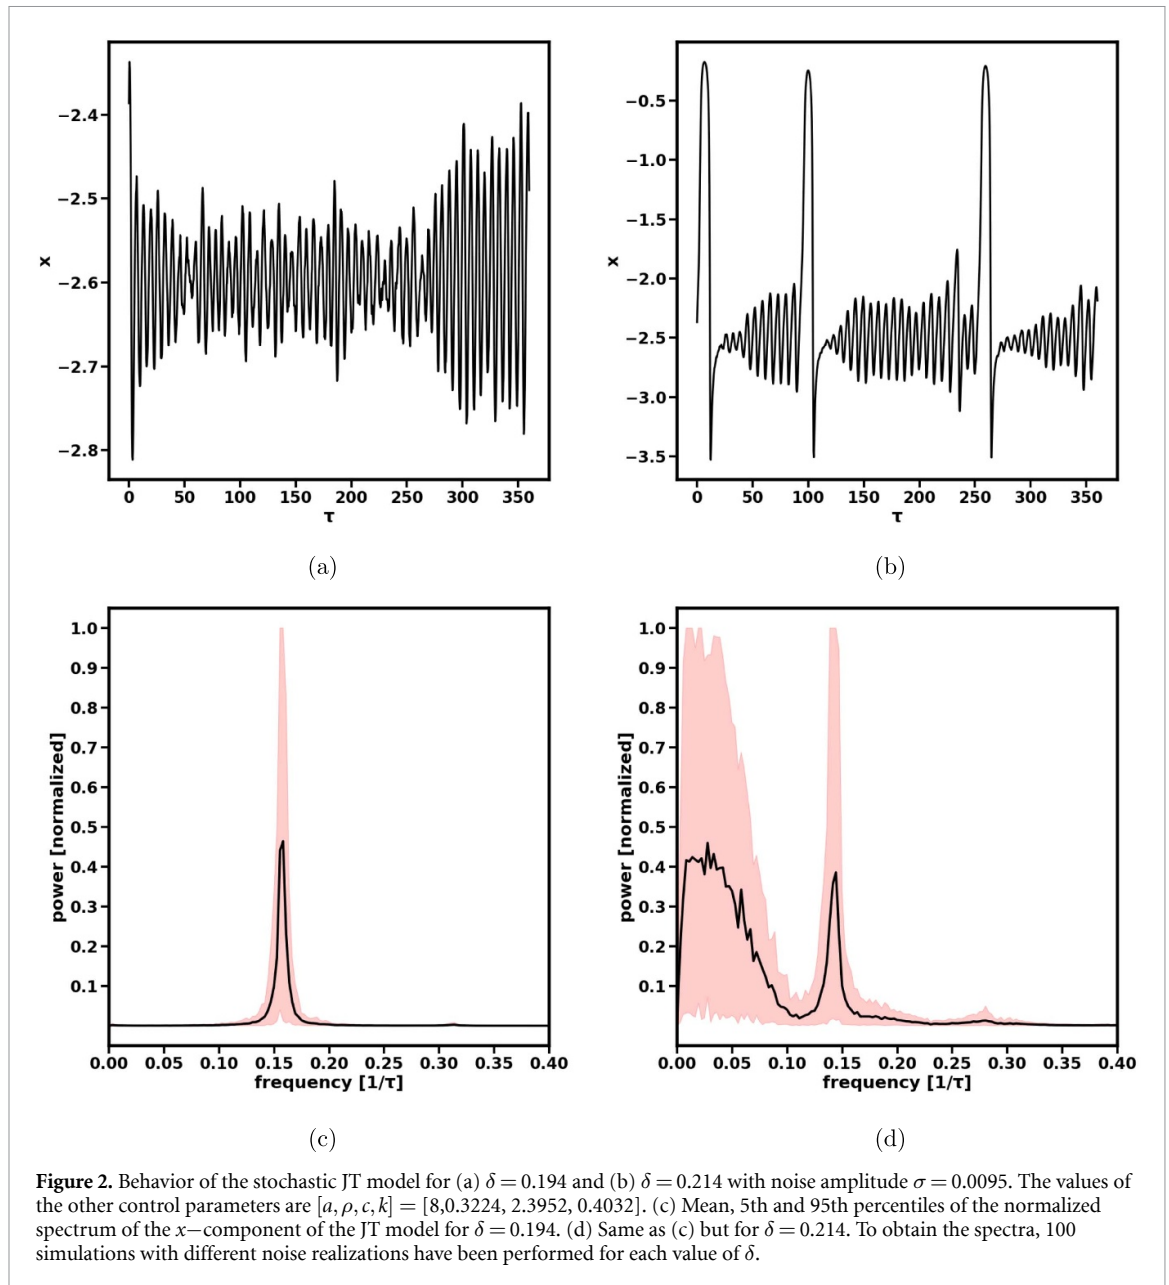 −2.4
−2.5
−2.6
−2.7
−2.8
x
0 50 100 150 200 250 300 350
τ
(a)
−0.5
−1.0
−1.5
−2.0
−2.5
−3.0
−3.5
x
0 50 100 150 200 250 300 350
τ
(b)
1.0
0.9
0.8
0.7
0.6
0.5
0.4
0.3
0.2
0.1
power [normalized]
0.00 0.05 0.10 0.15 0.20 0.25 0.30 0.35 0.40
frequency [1/τ]
(c)
1.0
0.9
0.8
0.7
0.6
0.5
0.4
0.3
0.2
0.1
power [normalized]
0.00 0.05 0.10 0.15 0.20 0.25 0.30 0.35 0.40
frequency [1/τ]
(d)
Figure 2. Behavior of the stochastic JT model for (a) δ = 0.194 and (b) δ = 0.214 with noise amplitude σ = 0.0095. The values of
the other control parameters are [a, ρ, c, k] = [8,0.3224, 2.3952, 0.4032]. (c) Mean, 5th and 95th percentiles of the normalized
spectrum of the x−component of the JT model for δ = 0.194. (d) Same as (c) but for δ = 0.214. To obtain the spectra, 100
simulations with different noise realizations have been performed for each value of δ.